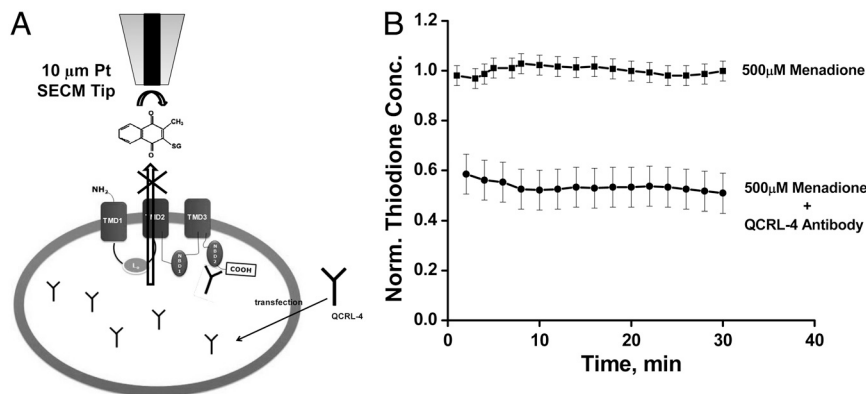 A
10 μm Pt
SECM Tip
O
CH₃
SG
O
NH₂
TMD1
TMD2
TMD3
L₀
NBD1
NBD2
COOH
transfection
QCRL-4
B
Norm. Thiodione Conc.
1.2
1.0
0.8
0.6
0.4
0.2
0.0
0
10
20
30
40
Time, min
500μM Menadione
500μM Menadione
+
QCRL-4 Antibody